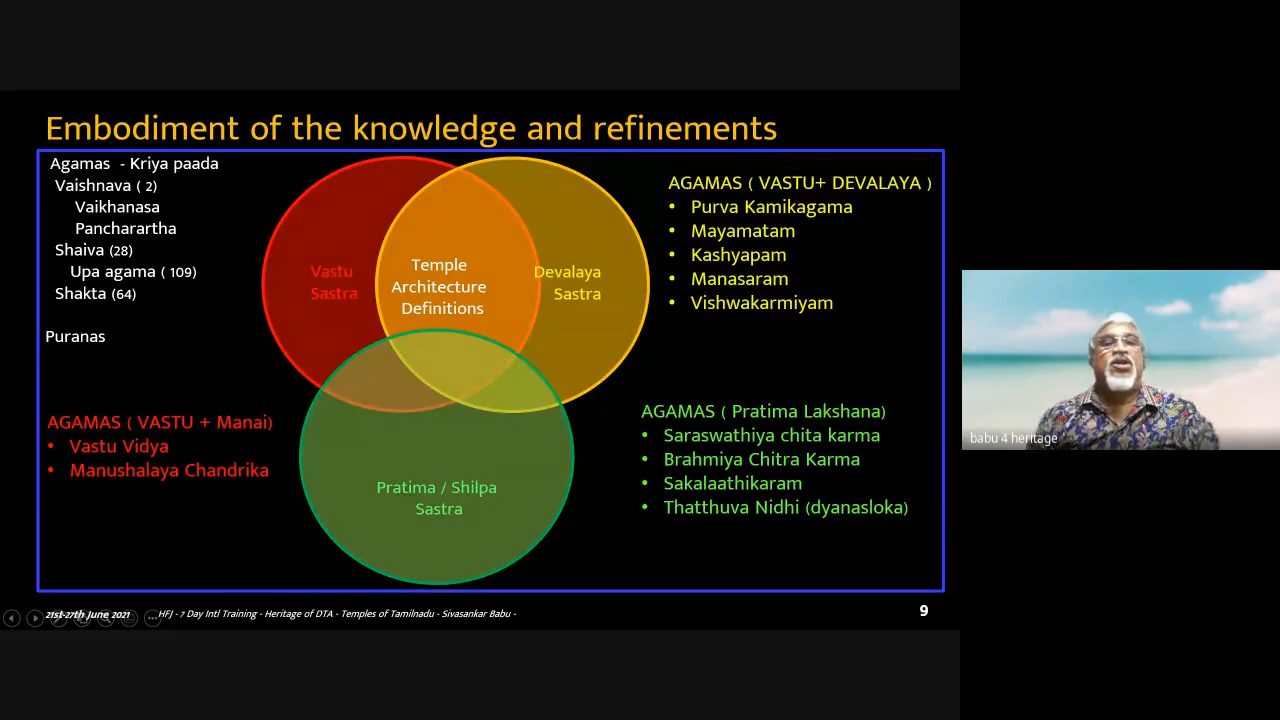 Embodiment of the knowledge and refinements
Agamas - Kriya paada
Vaishnava ( 2)
Vaikhanasa
Pancharartha
Shaiva (28)
Upa agama ( 109)
Shakta (64)
Puranas
AGAMAS ( VASTU + Manai)
• Vastu Vidya
• Manushalaya Chandrika
Vastu
Sastra
Temple
Architecture
Definitions
Devalaya
Sastra
Pratima / Shilpa
Sastra
AGAMAS ( VASTU+ DEVALAYA )
• Purva Kamikagama
• Mayamatam
• Kashyapam
• Manasaram
• Vishwakarmiyam
AGAMAS ( Pratima Lakshana)
• Saraswathiya chita karma
• Brahmiya Chitra Karma
• Sakalaathikaram
• Thatthuva Nidhi (dyanasloka)
21st-27th June 2021
HFJ - 7 Day Intl Training - Heritage of DTA - Temples of Tamilnadu - Sivasankar Babu -
9
babu 4 heritage